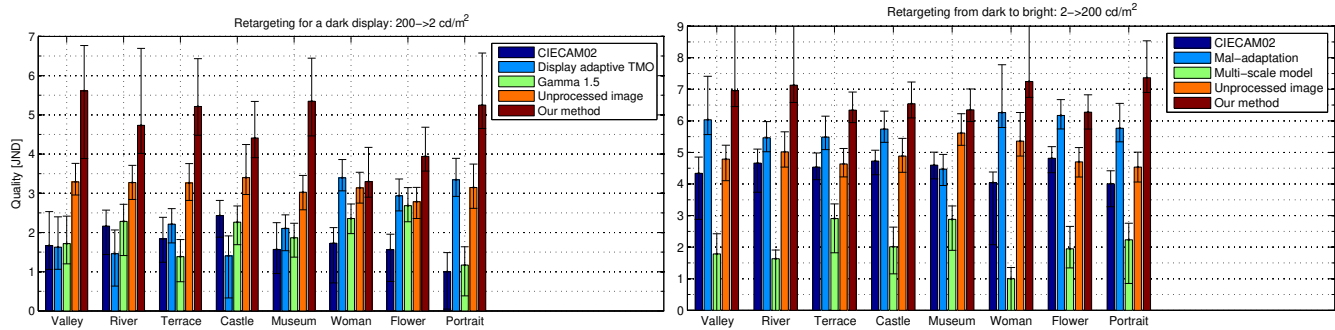 Retargeting for a dark display: 200->2 cd/m²
Quality [JND]
7
6
5
4
3
2
1
0
CIECAM02
Display adaptive TMO
Gamma 1.5
Unprocessed image
Our method
Valley River Terrace Castle Museum Woman Flower Portrait
Retargeting from dark to bright: 2->200 cd/m²
9
8
7
6
5
4
3
2
1
0
CIECAM02
Mal-adaptation
Multi-scale model
Unprocessed image
Our method
Valley River Terrace Castle Museum Woman Flower Portrait